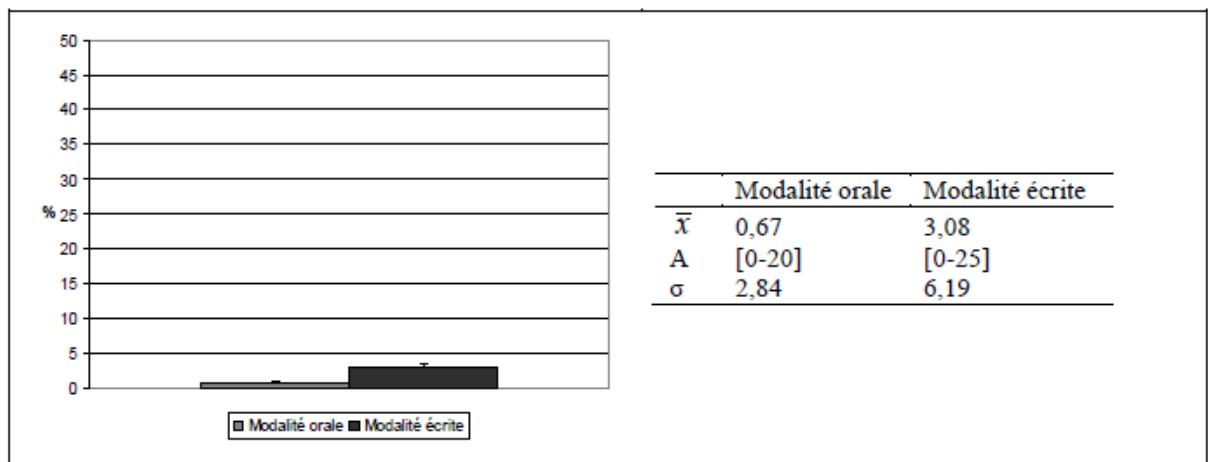 50
45
40
35
30
% 25
20
15
10
5
0
Modalité orale Modalité écrite
Modalité orale Modalité écrite
x̅ 0,67 3,08
A [0-20] [0-25]
σ 2,84 6,19